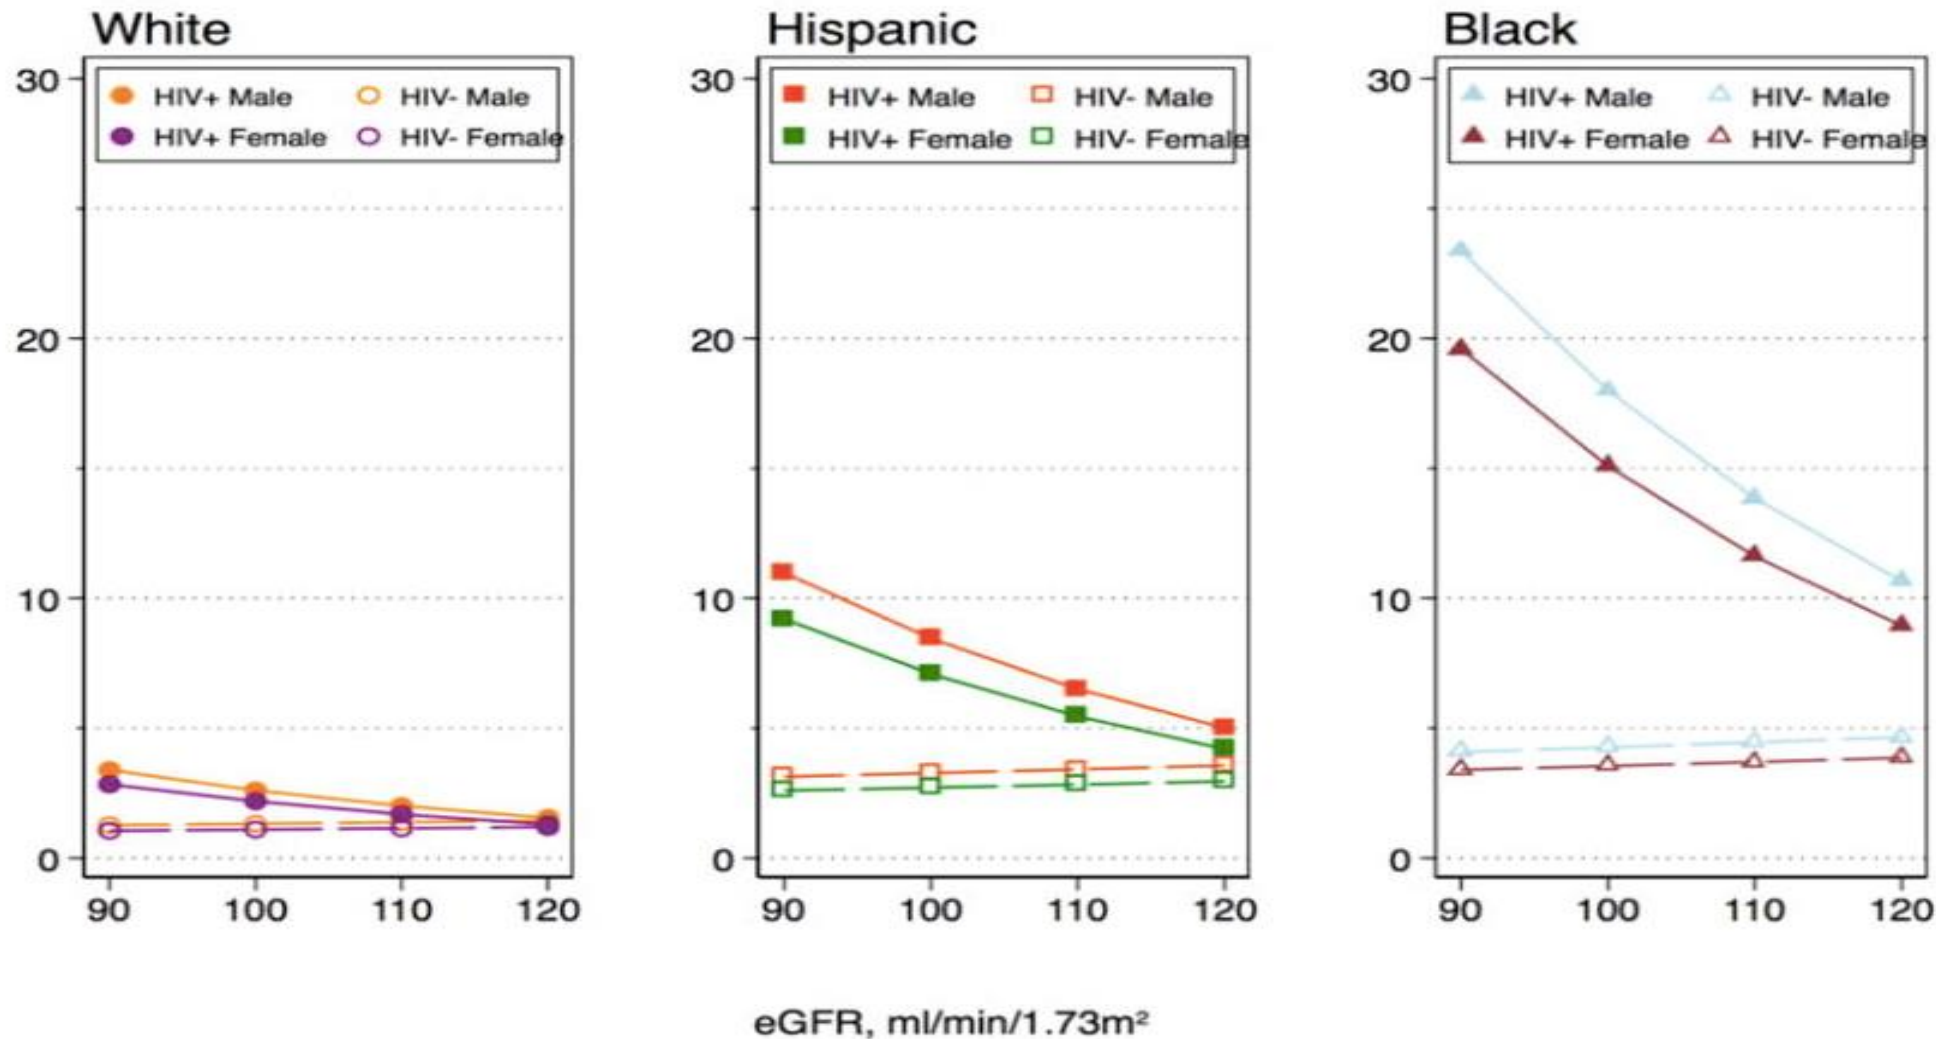 White
30
HIV+ Male HIV- Male
HIV+ Female HIV- Female
20
10
0
90 100 110 120
Hispanic
30
HIV+ Male HIV- Male
HIV+ Female HIV- Female
20
10
0
90 100 110 120
Black
30
HIV+ Male HIV- Male
HIV+ Female HIV- Female
20
10
0
90 100 110 120
eGFR, ml/min/1.73m²